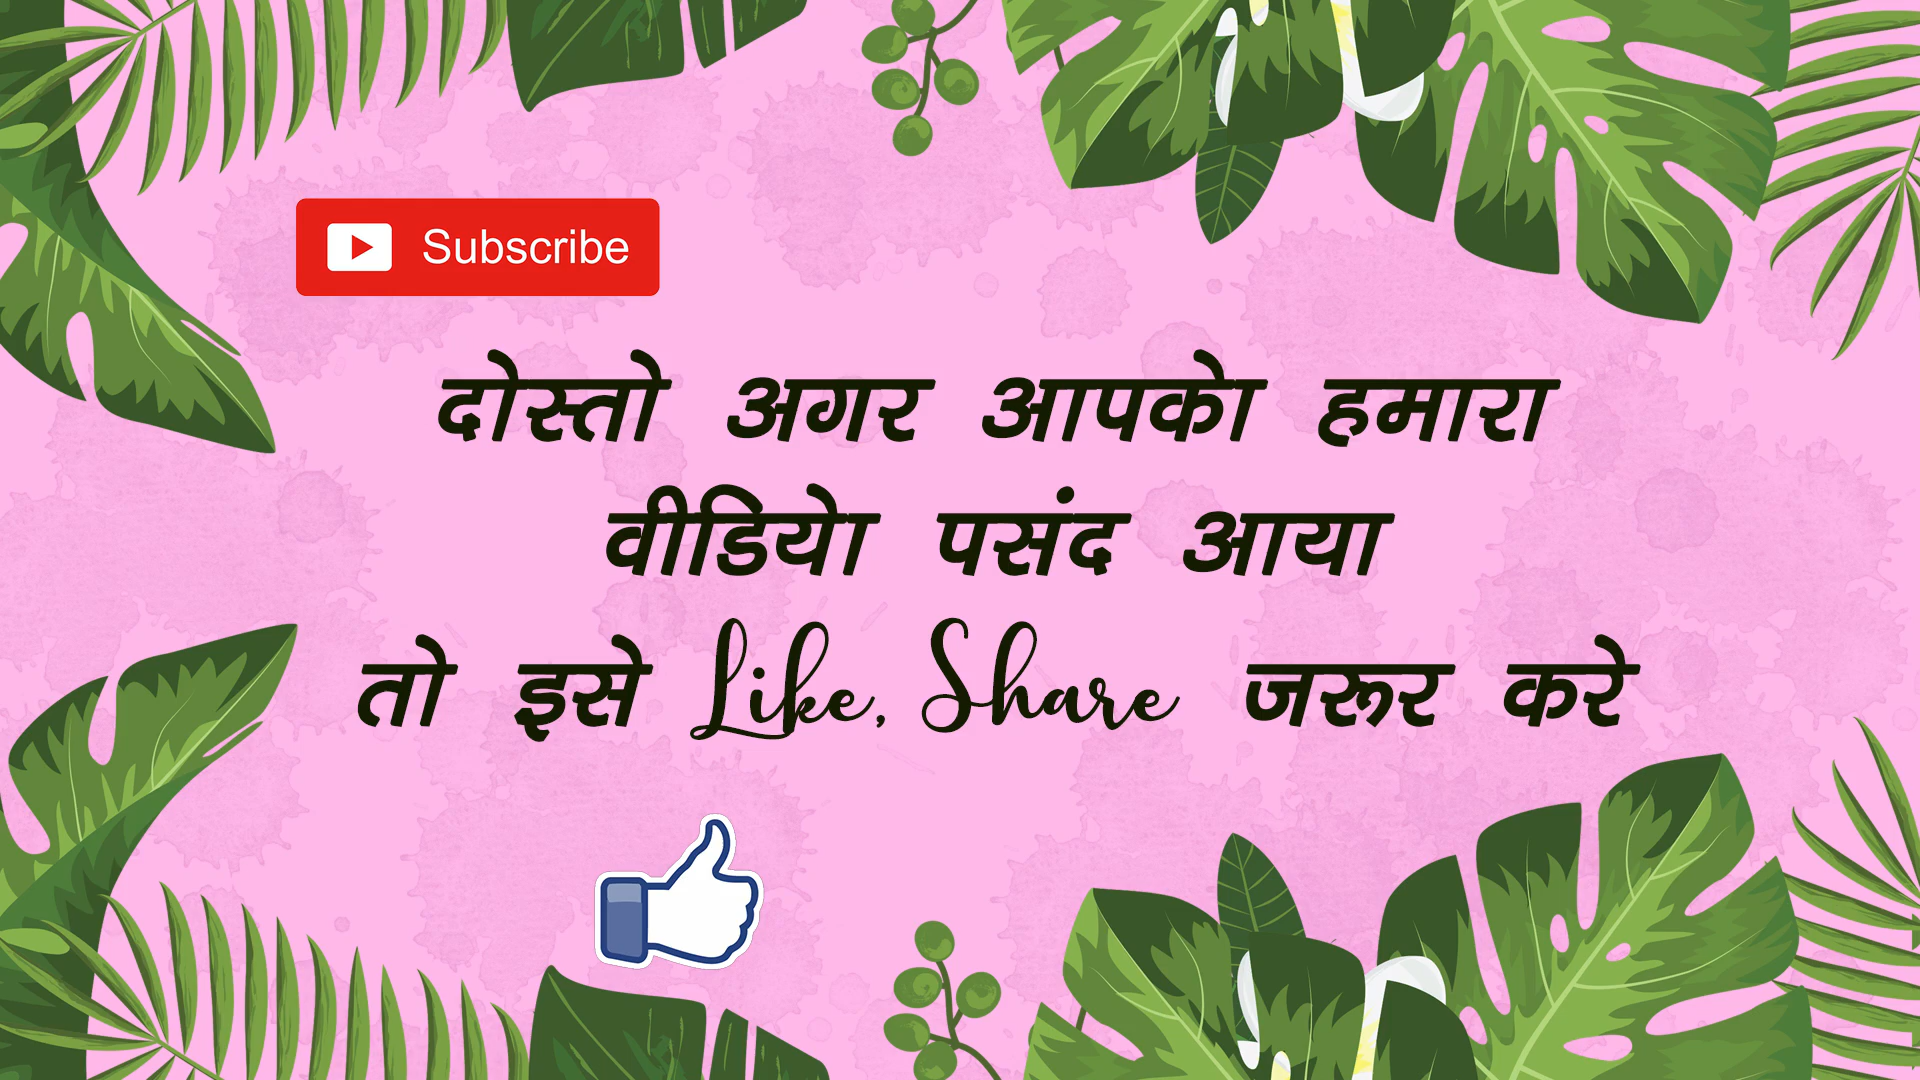 Subscribe
दोस्तो अगर आपको हमारा
वीडियो पसंद आया
तो इसे Like, Share जरूर करे